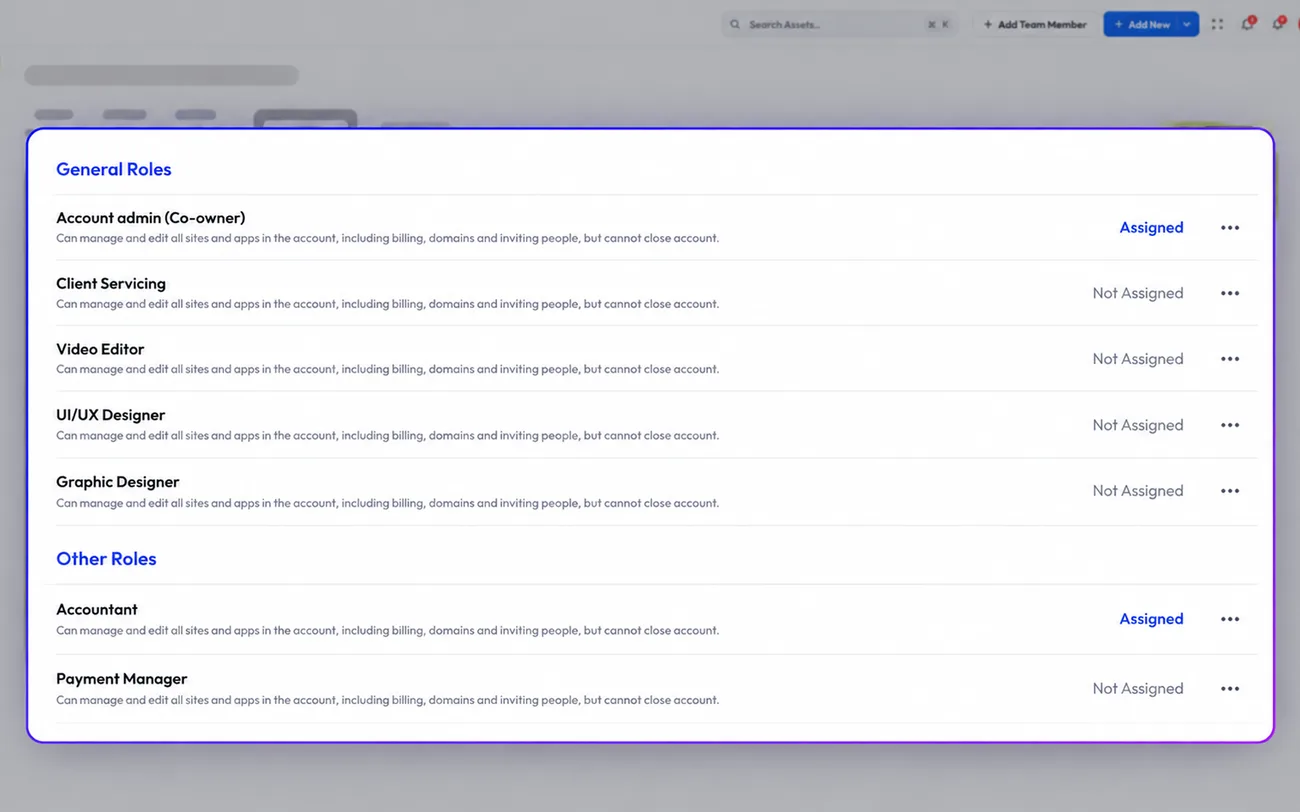 Search Assets...
⌘ K
+ Add Team Member
+ Add New
General Roles
Account admin (Co-owner)
Can manage and edit all sites and apps in the account, including billing, domains and inviting people, but cannot close account.
Assigned
Client Servicing
Can manage and edit all sites and apps in the account, including billing, domains and inviting people, but cannot close account.
Not Assigned
Video Editor
Can manage and edit all sites and apps in the account, including billing, domains and inviting people, but cannot close account.
Not Assigned
UI/UX Designer
Can manage and edit all sites and apps in the account, including billing, domains and inviting people, but cannot close account.
Not Assigned
Graphic Designer
Can manage and edit all sites and apps in the account, including billing, domains and inviting people, but cannot close account.
Not Assigned
Other Roles
Accountant
Can manage and edit all sites and apps in the account, including billing, domains and inviting people, but cannot close account.
Assigned
Payment Manager
Can manage and edit all sites and apps in the account, including billing, domains and inviting people, but cannot close account.
Not Assigned